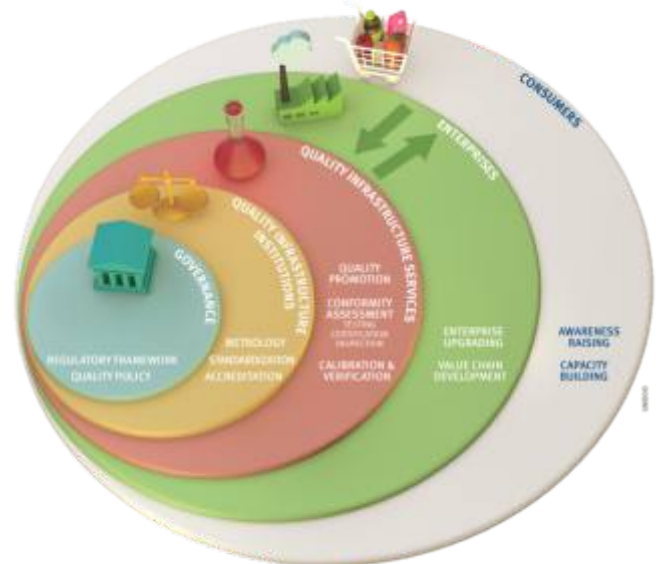 CONSUMERS
ENTERPRISES
QUALITY INFRASTRUCTURE SERVICES
QUALITY INFRASTRUCTURE
INSTITUTIONS
GOVERNANCE
REGULATORY FRAMEWORK
QUALITY POLICY
METROLOGY
STANDARDIZATION
ACCREDITATION
QUALITY
PROMOTION
CONFORMITY
ASSESSMENT
TESTING
CERTIFICATION
INSPECTION
CALIBRATION &
VERIFICATION
ENTERPRISE
UPGRADING
VALUE CHAIN
DEVELOPMENT
AWARENESS
RAISING
CAPACITY
BUILDING